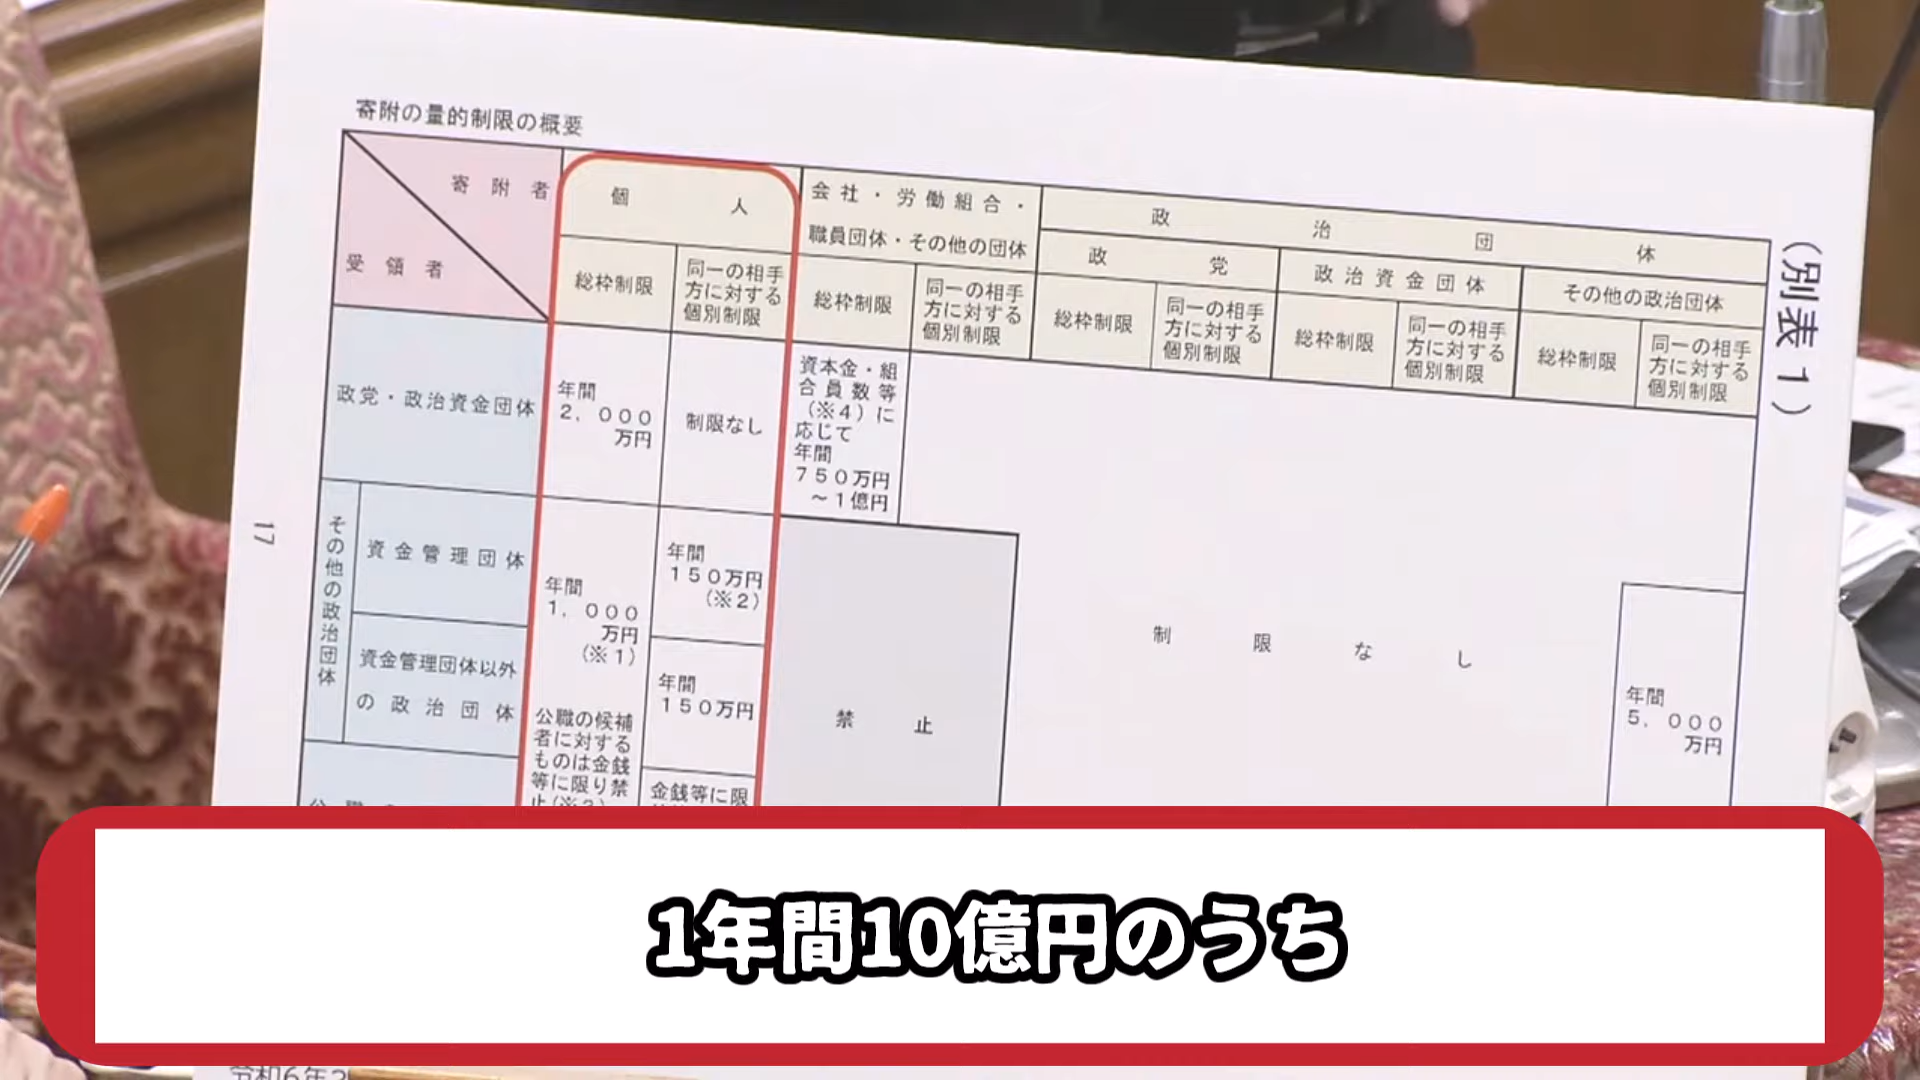 寄附の量的制限の概要
(別表1)
寄附者
受領者
個人
会社・労働組合・
職員団体・その他の団体
政治団体
政党
政治資金団体
その他の政治団体
総枠制限
同一の相手
方に対する
個別制限
総枠制限
同一の相手
方に対する
個別制限
総枠制限
同一の相手
方に対する
個別制限
総枠制限
同一の相手
方に対する
個別制限
総枠制限
同一の相手
方に対する
個別制限
政党・政治資金団体
年間
2,000
万円
制限なし
資本金・組
合員数等
(※4)に
応じて
年間
750万円
~1億円
その他の政治団体
資金管理団体
年間
1,000
万円
(※1)
年間
150万円
(※2)
資金管理団体以外
の政治団体
年間
150万円
公職の候補
者に対する
ものは金銭
等に限り禁
金銭等に限
禁止
制限なし
年間
5,000
万円
17
1年間10億円のうち
令和6年